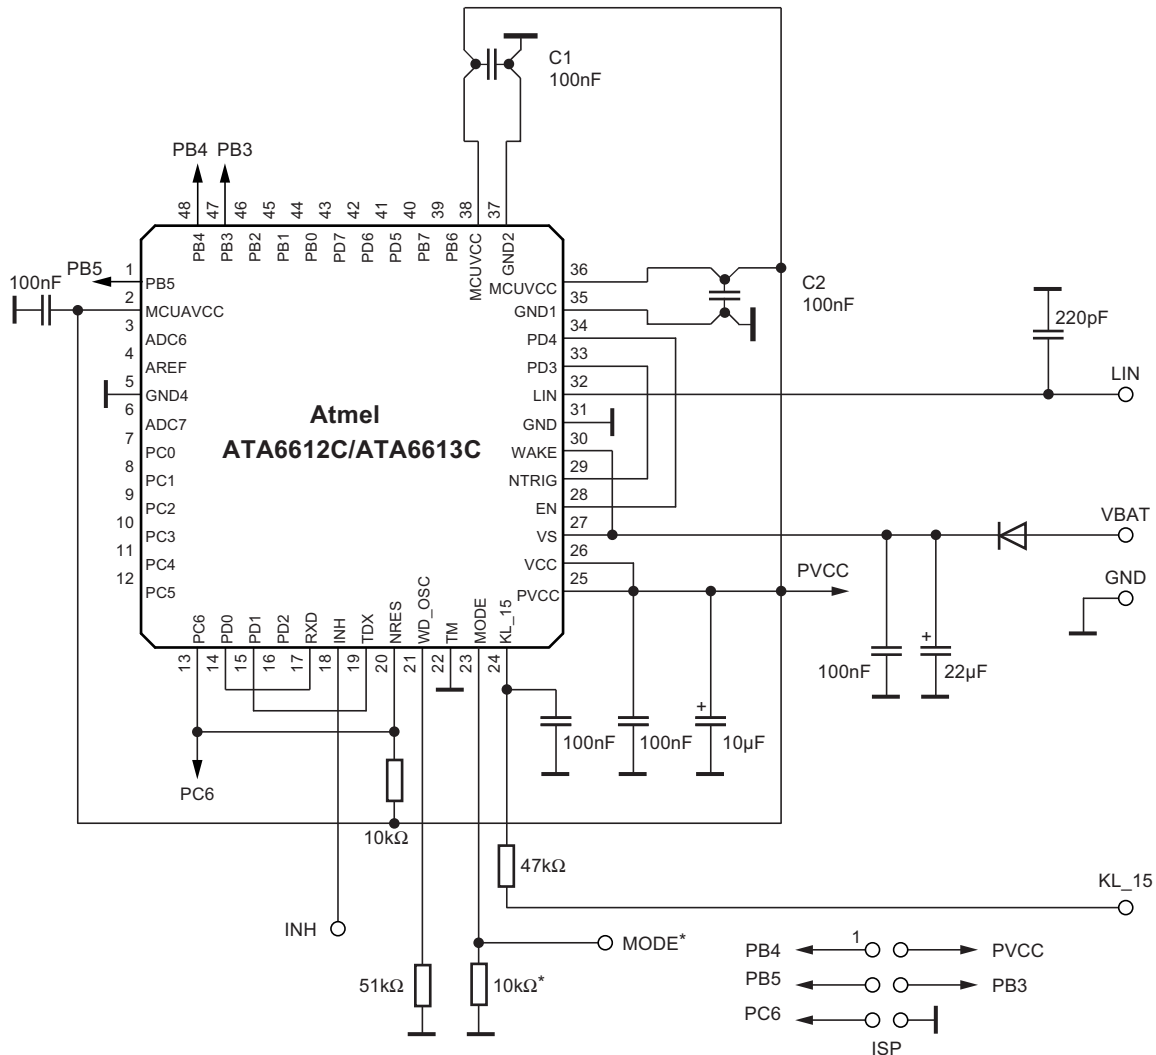 C1
100nF
PB4 PB3
48 47 46 45 44 43 42 41 40 39 38 37
PB4 PB3 PB2 PB1 PB0 PD7 PD6 PD5 PB7 PB6 MCUVCC GND2
PB5
100nF
1 PB5
2 MCUAVCC
3 ADC6
4 AREF
5 GND4
6 ADC7
7 PC0
8 PC1
9 PC2
10 PC3
11 PC4
12 PC5
Atmel
ATA6612C/ATA6613C
MCUVCC 36
GND1 35
PD4 34
PD3 33
LIN 32
GND 31
WAKE 30
NTRIG 29
EN 28
VS 27
VCC 26
PVCC 25
C2
100nF
220pF
LIN
VBAT
PVCC
GND
100nF
+
22µF
PC6 PD0 PD1 PD2 RXD INH TDX NRES WD_OSC TM MODE KL_15
13 14 15 16 17 18 19 20 21 22 23 24
100nF
100nF
+
10µF
PC6
10kΩ
47kΩ
KL_15
INH
MODE*
51kΩ
10kΩ*
PB4 1 PVCC
PB5 PB3
PC6
ISP